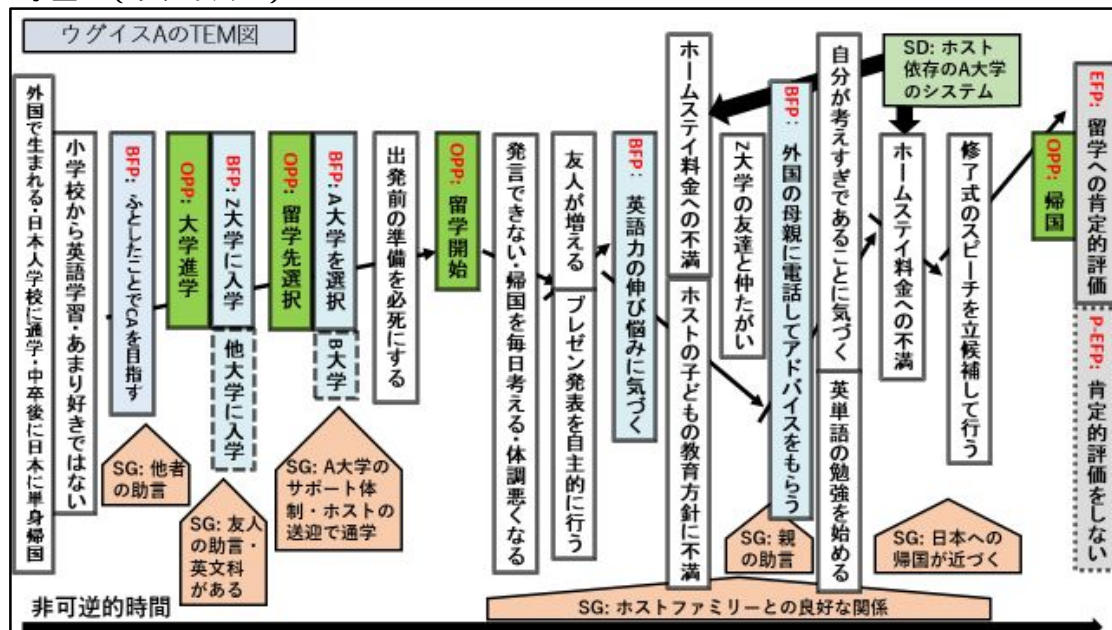 ウグイスAのTEM図
外国で生まれる・日本人学校に通学・中卒後に日本に単身帰国
小学校から英語学習・あまり好きではない
BFP: ふとしたことでCAを目指す
SG: 他者
の助言
OPP: 大学進学
BFP: Z大学に入学
他大学に入学
SG: 友人
の助言・
英文科
がある
OPP: 留学先選択
BFP: A大学を選択
B大学
SG: A大学の
サポート体
制・ホストの
送迎で通学
出発前の準備を必死にする
OPP: 留学開始
発言できない・帰国を毎日考える・体調悪くなる
友人が増える
プレゼン発表を自主的に行う
BFP: 英語力の伸び悩みに気づく
ホームステイ料金への不満
ホストの子どもの教育方針に不満
Z大学の友達と仲たがい
BFP: 外国の母親に電話してアドバイスをもらう
SG: 親
の助言
自分が考えすぎであることに気づく
英単語の勉強を始める
SD: ホスト
依存のA大学
のシステム
ホームステイ料金への不満
修了式のスピーチを立候補して行う
SG: 日本への
帰国が近づく
OPP: 帰国
EFP: 留学への肯定的評価
P-EFP: 肯定的評価をしない
SG: ホストファミリーとの良好な関係
非可逆的時間